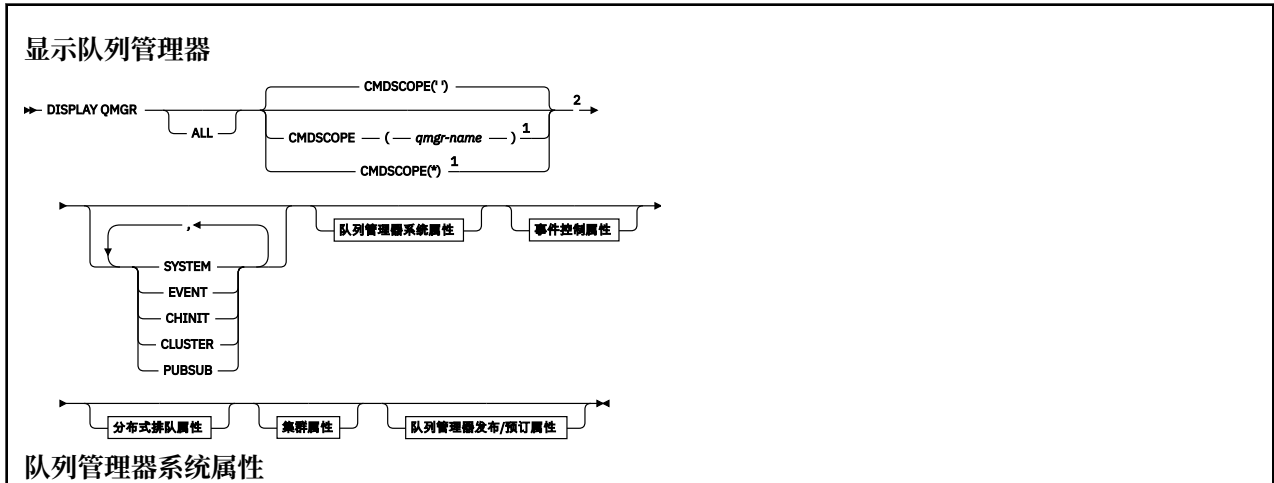 显示队列管理器
CMDSCOPE(' ')
DISPLAY QMGR
ALL
CMDSCOPE ( qmgr-name ) 1
CMDSCOPE(*) 1
2
,
SYSTEM
EVENT
CHINIT
CLUSTER
PUBSUB
队列管理器系统属性
事件控制属性
分布式排队属性
集群属性
队列管理器发布/预订属性
队列管理器系统属性